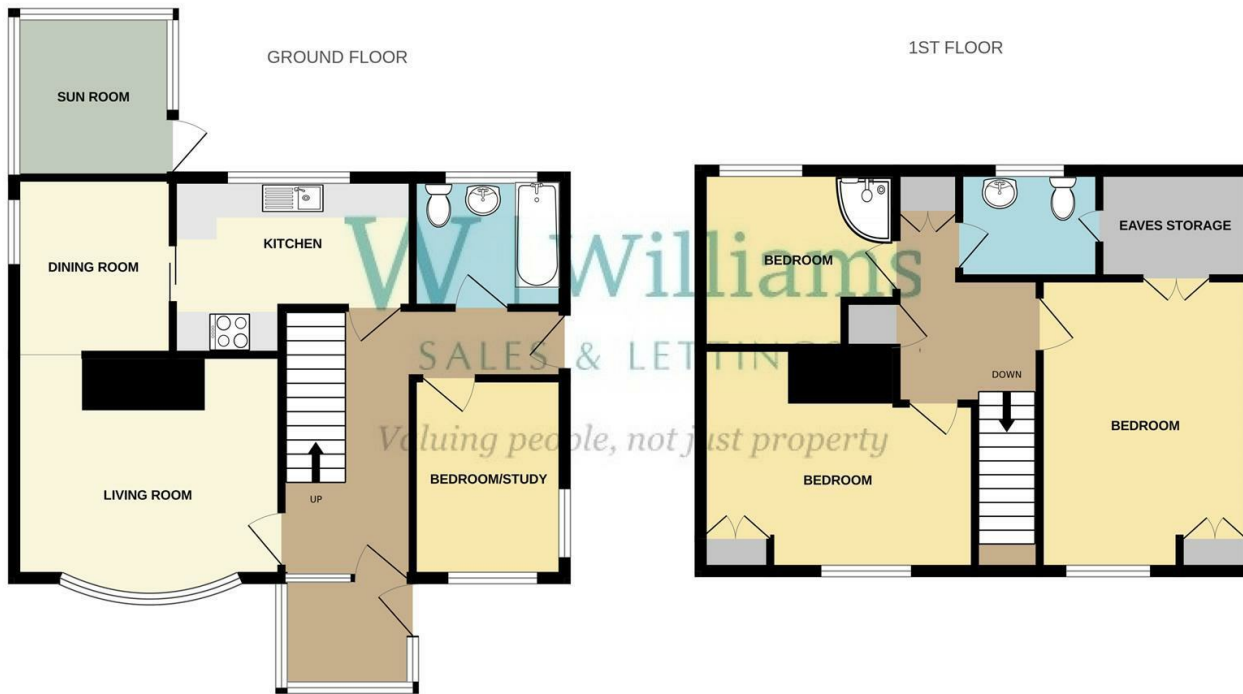 GROUND FLOOR
1ST FLOOR
SUN ROOM
DINING ROOM
KITCHEN
LIVING ROOM
UP
BEDROOM/STUDY
BEDROOM
EAVES STORAGE
DOWN
BEDROOM
BEDROOM
W Williams
SALES & LETTINGS
Valuing people, not just property